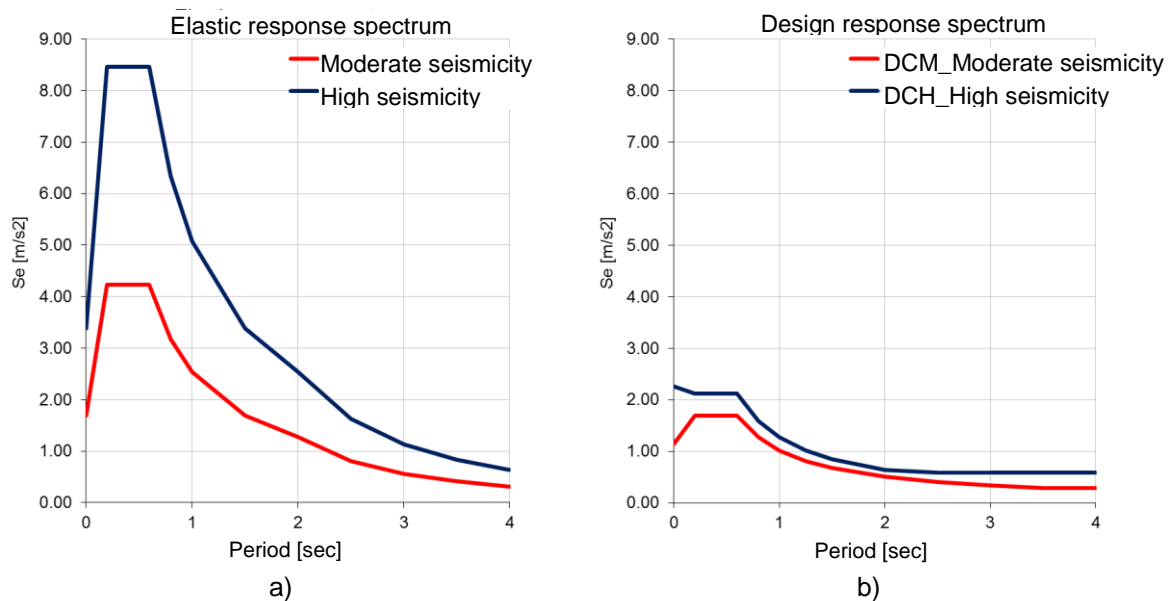 Elastic response spectrum
Moderate seismicity
High seismicity
9.00
8.00
7.00
6.00
5.00
4.00
3.00
2.00
1.00
0.00
Se [m/s2]
0 1 2 3 4
Period [sec]
a)
Design response spectrum
DCM_Moderate seismicity
DCH_High seismicity
9.00
8.00
7.00
6.00
5.00
4.00
3.00
2.00
1.00
0.00
Se [m/s2]
0 1 2 3 4
Period [sec]
b)